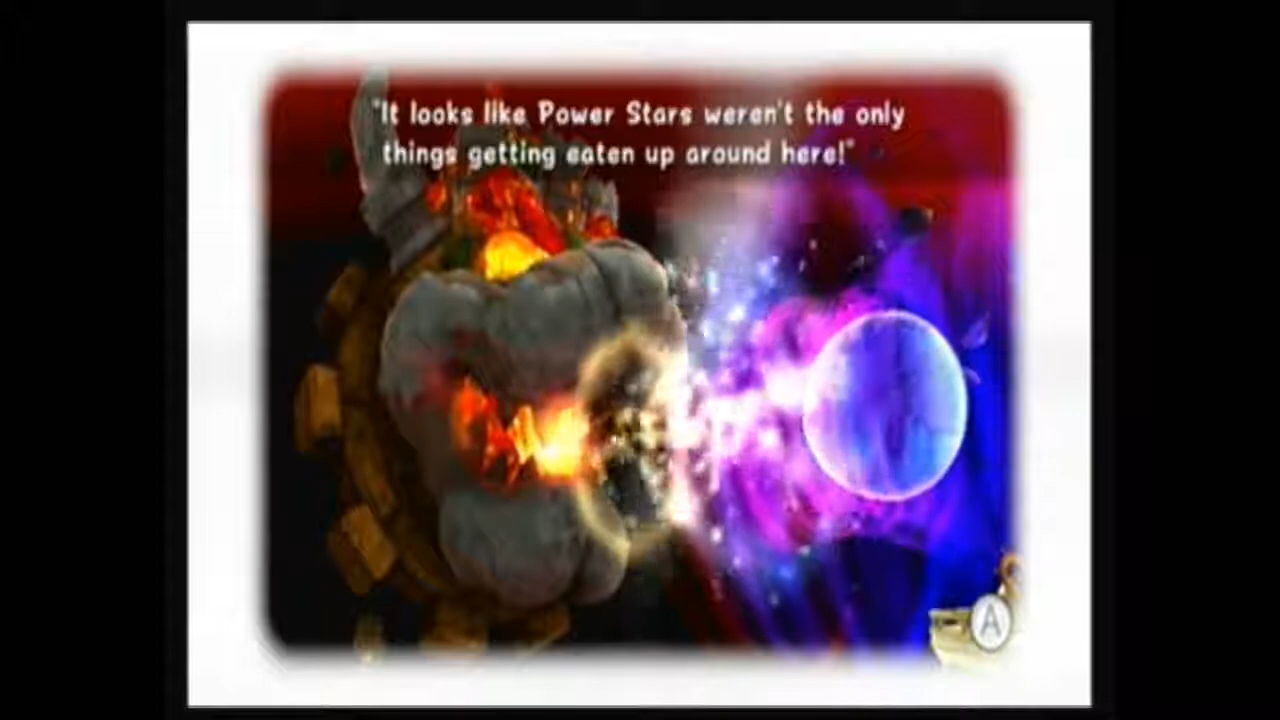 "It looks like Power Stars weren't the only
things getting eaten up around here!"
A